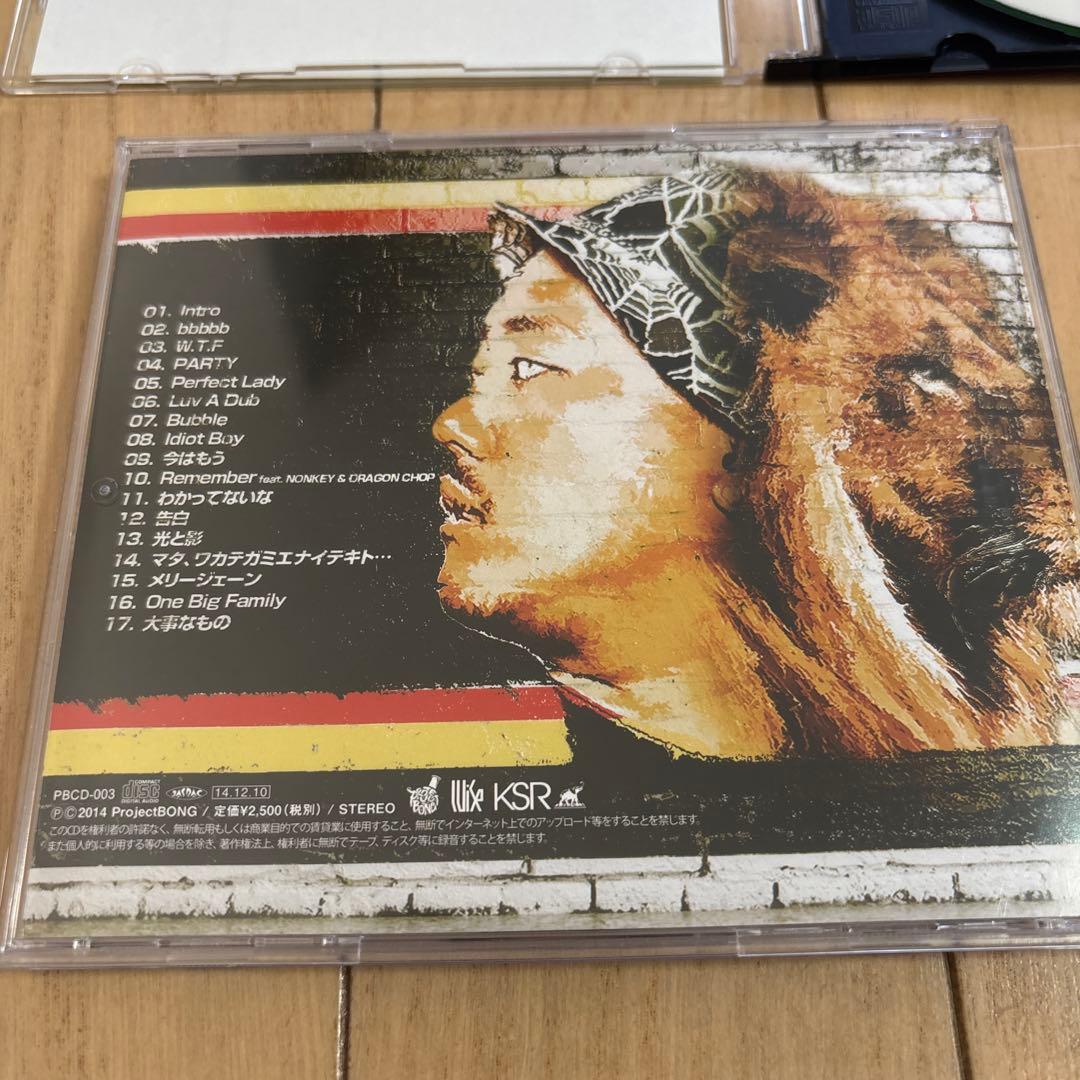 01. Intro
02. bbbbb
03. W.T.F
04. PARTY
05. Perfect Lady
06. Luv A Dub
07. Bubble
08. Idiot Boy
09. 今はもう
10. Remember feat. NONKEY & DRAGON CHOP
11. わかってないな
12. 告白
13. 光と影
14. マタ、ワカテガミエナイテキト…
15. メリージェーン
16. One Big Family
17. 大事なもの
PBCD-003 COMPACT disc DIGITAL AUDIO 14.12.10
ⓅⒸ2014 ProjectBONG / 定価¥2,500(税別) / STEREO BONG KSR
このCDを権利者の許諾なく、無断転用もしくは商業目的での賃貸業に使用すること、無断でインターネット上でのアップロード等をすることを禁じます。
また個人的に利用する等の場合を除き、著作権法上、権利者に無断でテープ、ディスク等に録音することを禁じます。